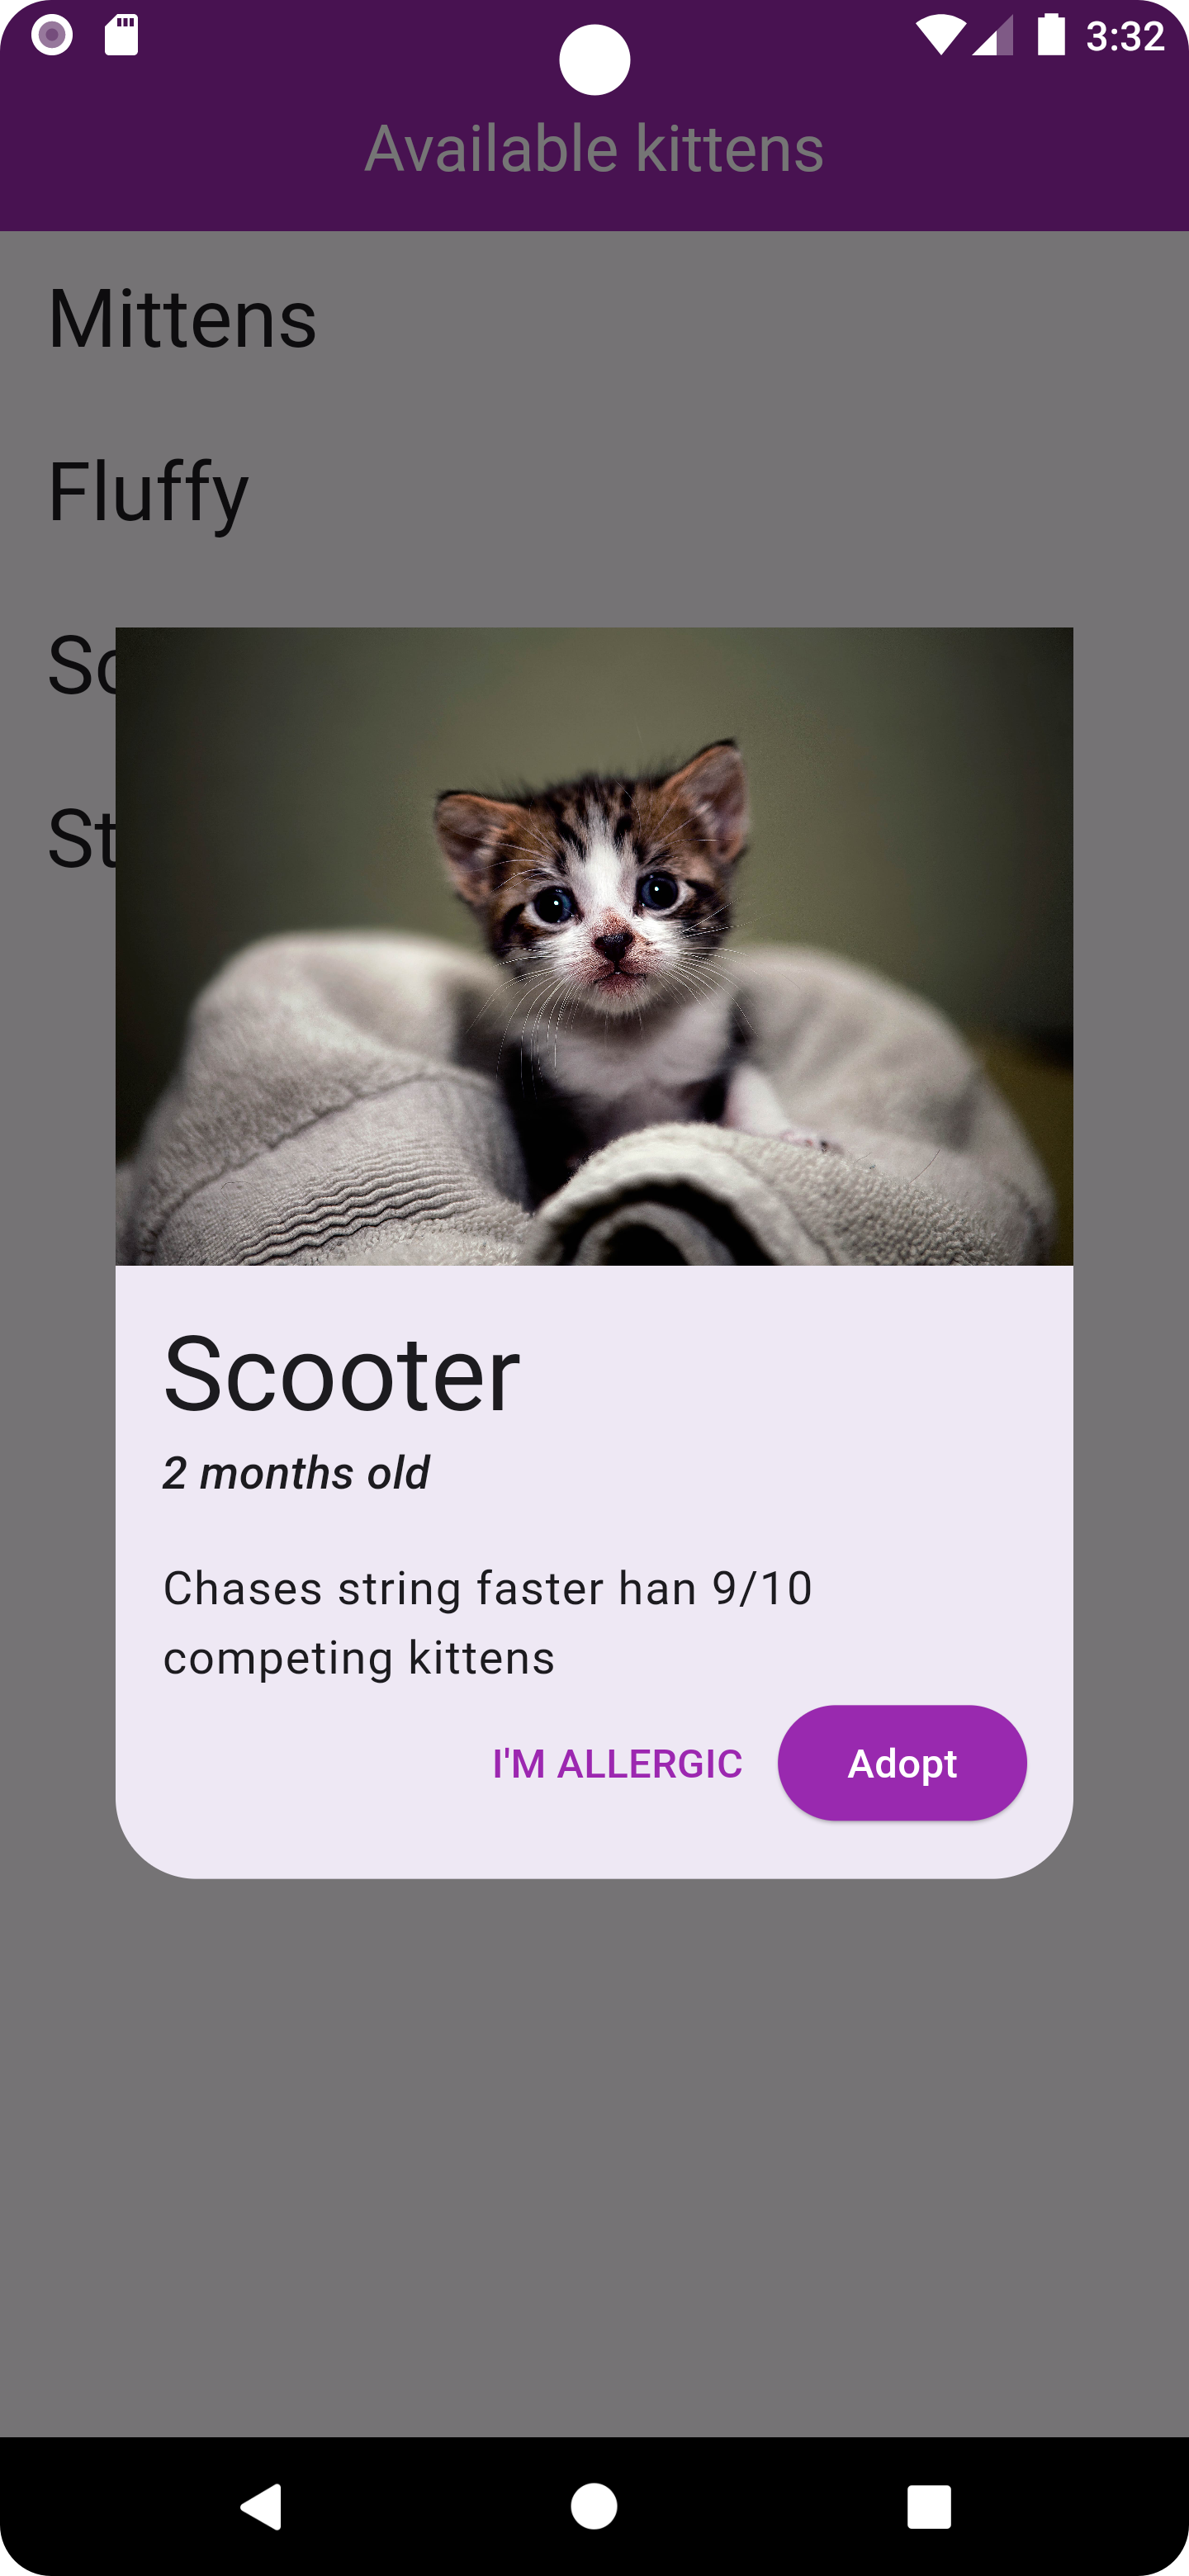 3:32
Available kittens
Mittens
Fluffy
Sc
St
Scooter
2 months old
Chases string faster han 9/10
competing kittens
I'M ALLERGIC
Adopt